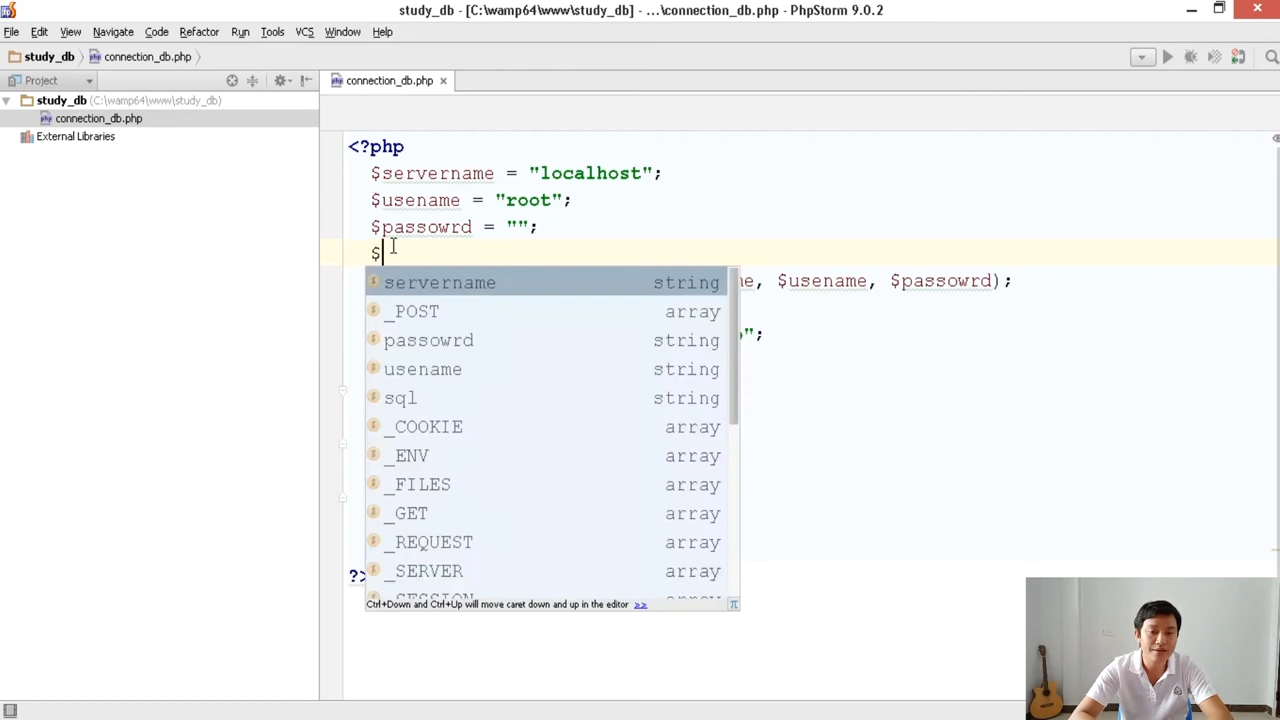 study_db - [C:\wamp64\www\study_db] - ...\connection_db.php - PhpStorm 9.0.2
File Edit View Navigate Code Refactor Run Tools VCS Window Help
study_db connection_db.php
Project
connection_db.php
study_db (C:\wamp64\www\study_db)
connection_db.php
External Libraries
<?php
$servername = "localhost";
$usename = "root";
$passowrd = "";
$
servername string
me, $usename, $passowrd);
_POST array
passowrd string
";
usename string
sql string
_COOKIE array
_ENV array
_FILES array
_GET array
_REQUEST array
_SERVER array
?>
_SESSION array
Ctrl+Down and Ctrl+Up will move caret down and up in the editor >>
π